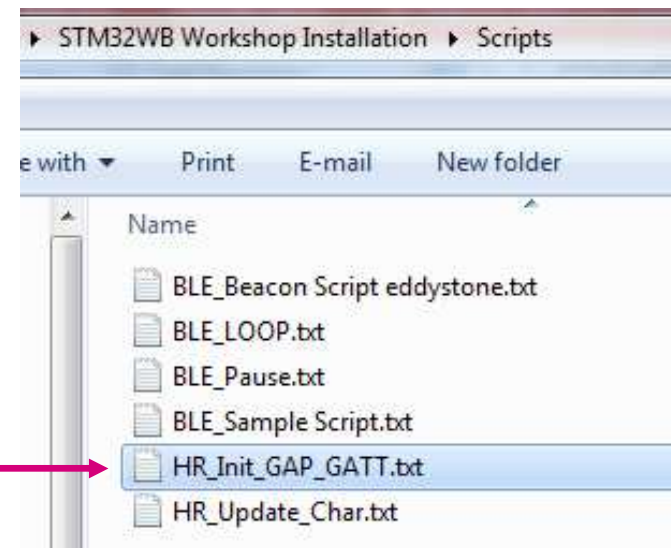 STM32WB Workshop Installation ▸ Scripts
e with Print E-mail New folder
Name
BLE_Beacon Script eddystone.txt
BLE_LOOP.txt
BLE_Pause.txt
BLE_Sample Script.txt
HR_Init_GAP_GATT.txt
HR_Update_Char.txt